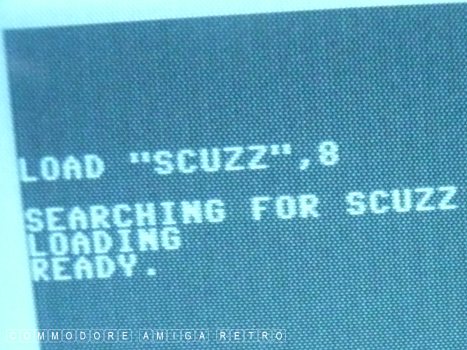 LOAD "SCUZZ",8
SEARCHING FOR SCUZZ
LOADING
READY.
COMMODORE AMIGA RETRO